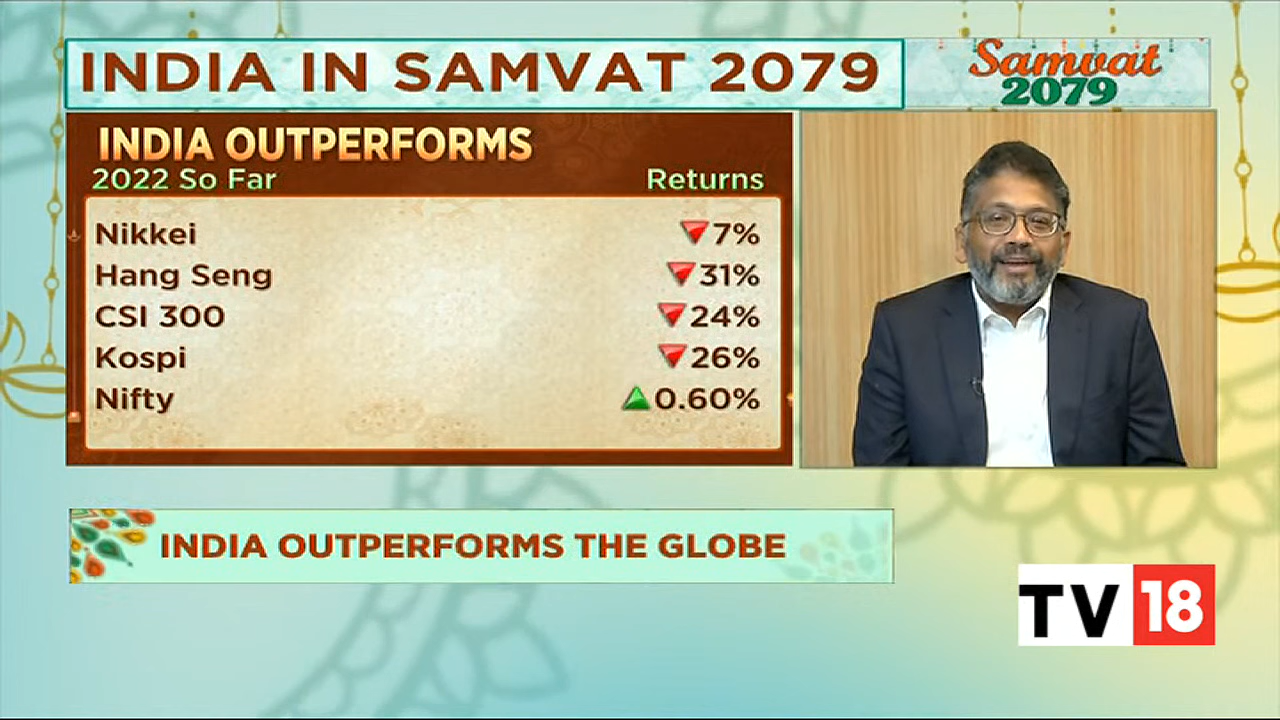 INDIA IN SAMVAT 2079
Samvat
2079
INDIA OUTPERFORMS
2022 So Far Returns
Nikkei ▼7%
Hang Seng ▼31%
CSI 300 ▼24%
Kospi ▼26%
Nifty ▲0.60%
INDIA OUTPERFORMS THE GLOBE
TV18